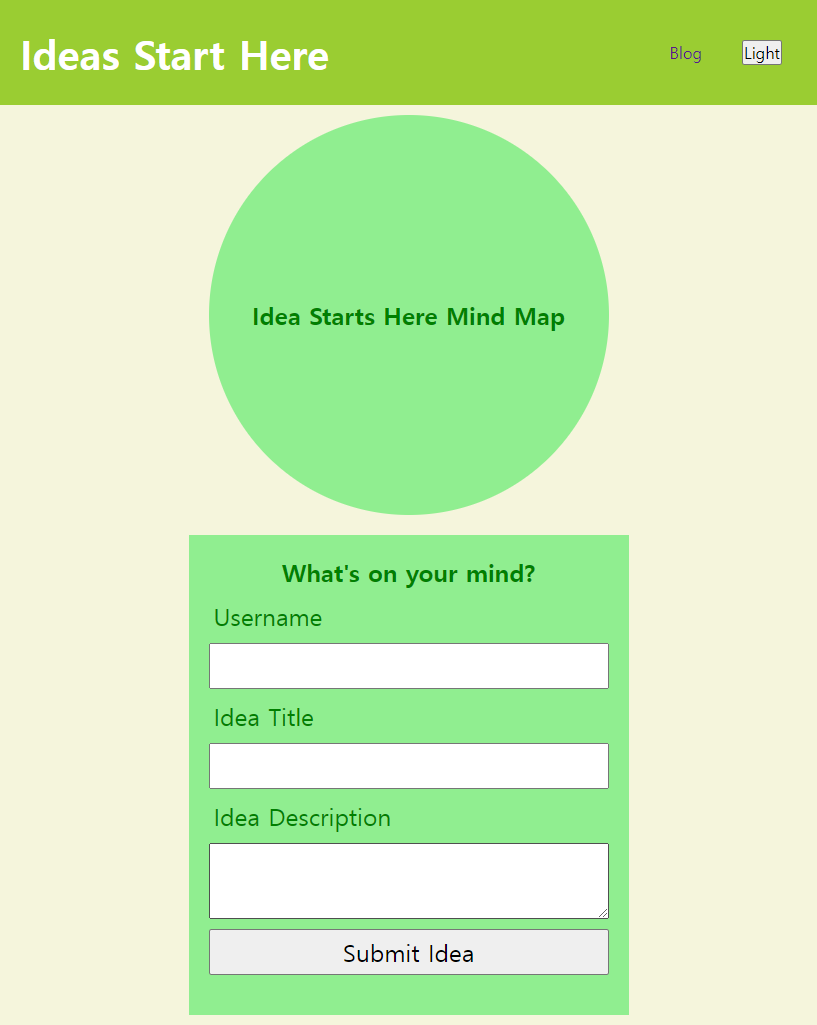 Ideas Start Here
Blog
Light
Idea Starts Here Mind Map
What's on your mind?
Username
Idea Title
Idea Description
Submit Idea